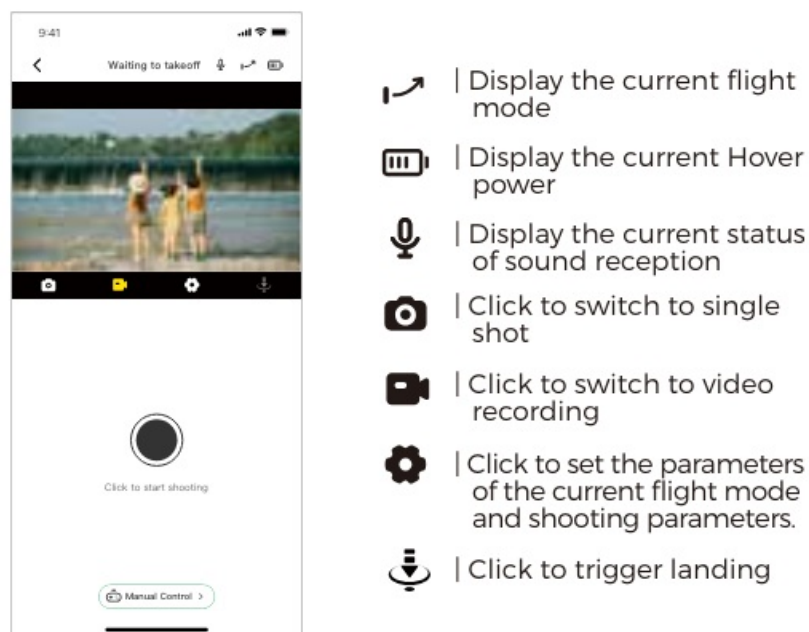 9:41
Waiting to takeoff
Click to start shooting
Manual Control >
| Display the current flight
mode
| Display the current Hover
power
| Display the current status
of sound reception
| Click to switch to single
shot
| Click to switch to video
recording
| Click to set the parameters
of the current flight mode
and shooting parameters.
| Click to trigger landing